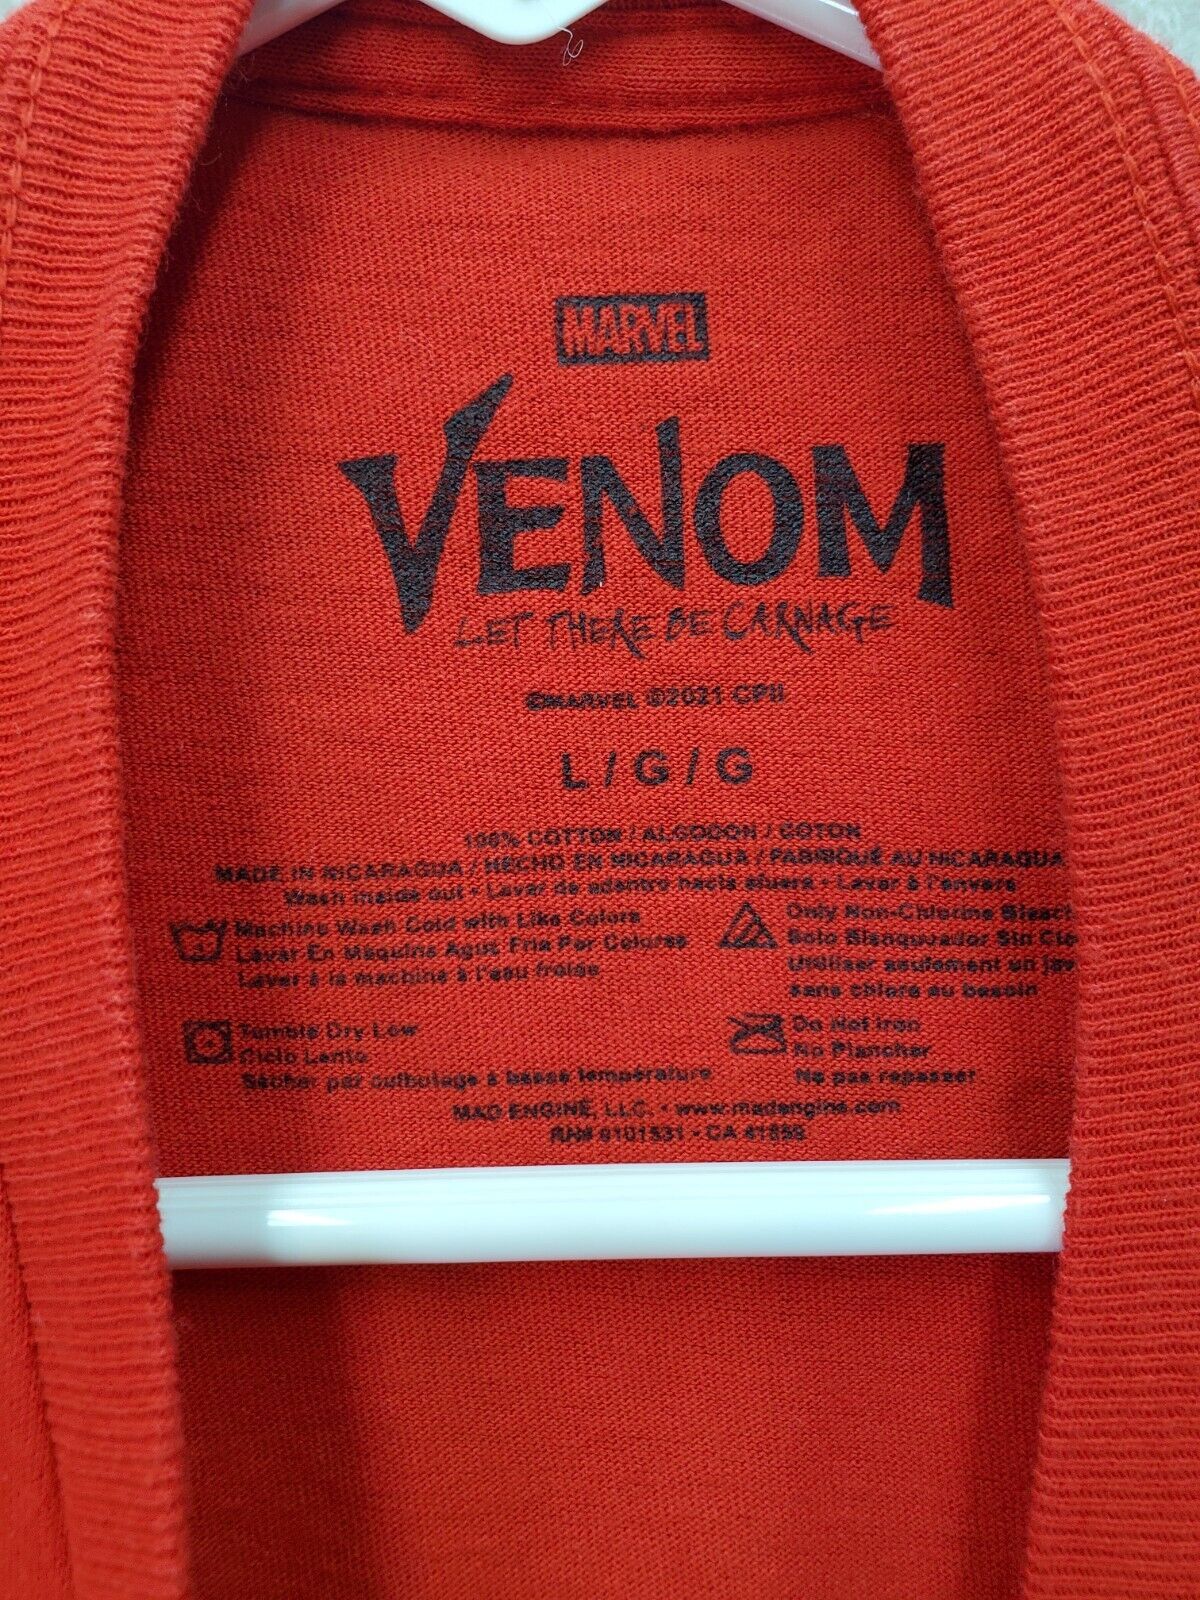 MARVEL
VENOM
LET THERE BE CARNAGE
©MARVEL ©2021 CPII
L / G / G
100% COTTON / ALGODON / COTON
MADE IN NICARAGUA / HECHO EN NICARAGUA / FABRIQUÉ AU NICARAGUA
Wash inside out • Lavar de adentro hacia afuera • Laver à l'envers
Machine Wash Cold with Like Colors
Lavar En Maquina Agua Fria Por Colores
Laver à la machine à l'eau froide
Only Non-Chlorine Bleach
Solo Blanqueador Sin Clo
Utiliser seulement un jav
sans chlore au besoin
Tumble Dry Low
Ciclo Lento
Sécher par culbutage à basse température
Do Not Iron
No Planchar
Ne pas repasser
MAD ENGINE, LLC. • www.madengine.com
RN# 0101531 - CA